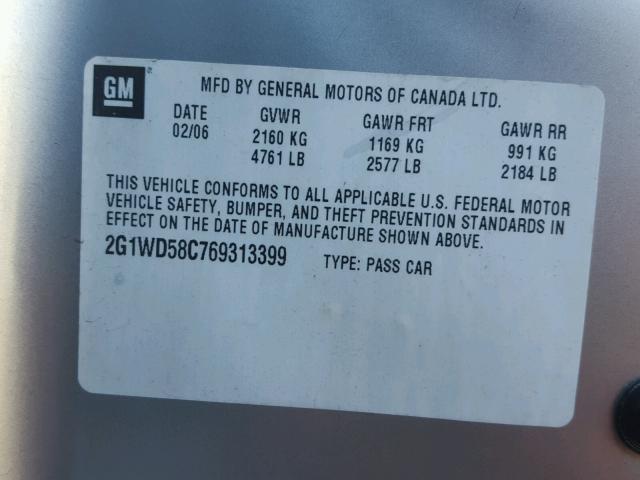 GM
MFD BY GENERAL MOTORS OF CANADA LTD.
DATE GVWR GAWR FRT GAWR RR
02/06 2160 KG 1169 KG 991 KG
4761 LB 2577 LB 2184 LB
THIS VEHICLE CONFORMS TO ALL APPLICABLE U.S. FEDERAL MOTOR
VEHICLE SAFETY, BUMPER, AND THEFT PREVENTION STANDARDS IN
EFFECT ON THE DATE OF MANUFACTURE SHOWN ABOVE.
2G1WD58C769313399 TYPE: PASS CAR